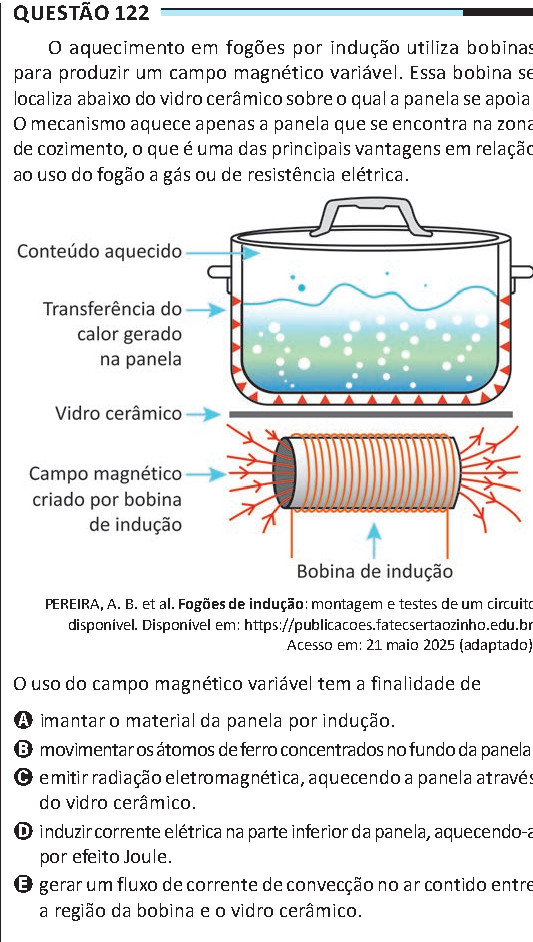 QUESTÃO 122
O aquecimento em fogões por indução utiliza bobinas
para produzir um campo magnético variável. Essa bobina se
localiza abaixo do vidro cerâmico sobre o qual a panela se apoia
O mecanismo aquece apenas a panela que se encontra na zona
de cozimento, o que é uma das principais vantagens em relação
ao uso do fogão a gás ou de resistência elétrica.
Conteúdo aquecido
Transferência do
calor gerado
na panela
Vidro cerâmico
Campo magnético
criado por bobina
de indução
Bobina de indução
PEREIRA, A. B. et al. Fogões de indução: montagem e testes de um circuito
disponível. Disponível em: https://publicacoes.fatecsertaozinho.edu.br
Acesso em: 21 maio 2025 (adaptado)
O uso do campo magnético variável tem a finalidade de
A imantar o material da panela por indução.
B movimentar os átomos de ferro concentrados no fundo da panela
C emitir radiação eletromagnética, aquecendo a panela através
do vidro cerâmico.
D induzir corrente elétrica na parte inferior da panela, aquecendo-a
por efeito Joule.
E gerar um fluxo de corrente de convecção no ar contido entre
a região da bobina e o vidro cerâmico.